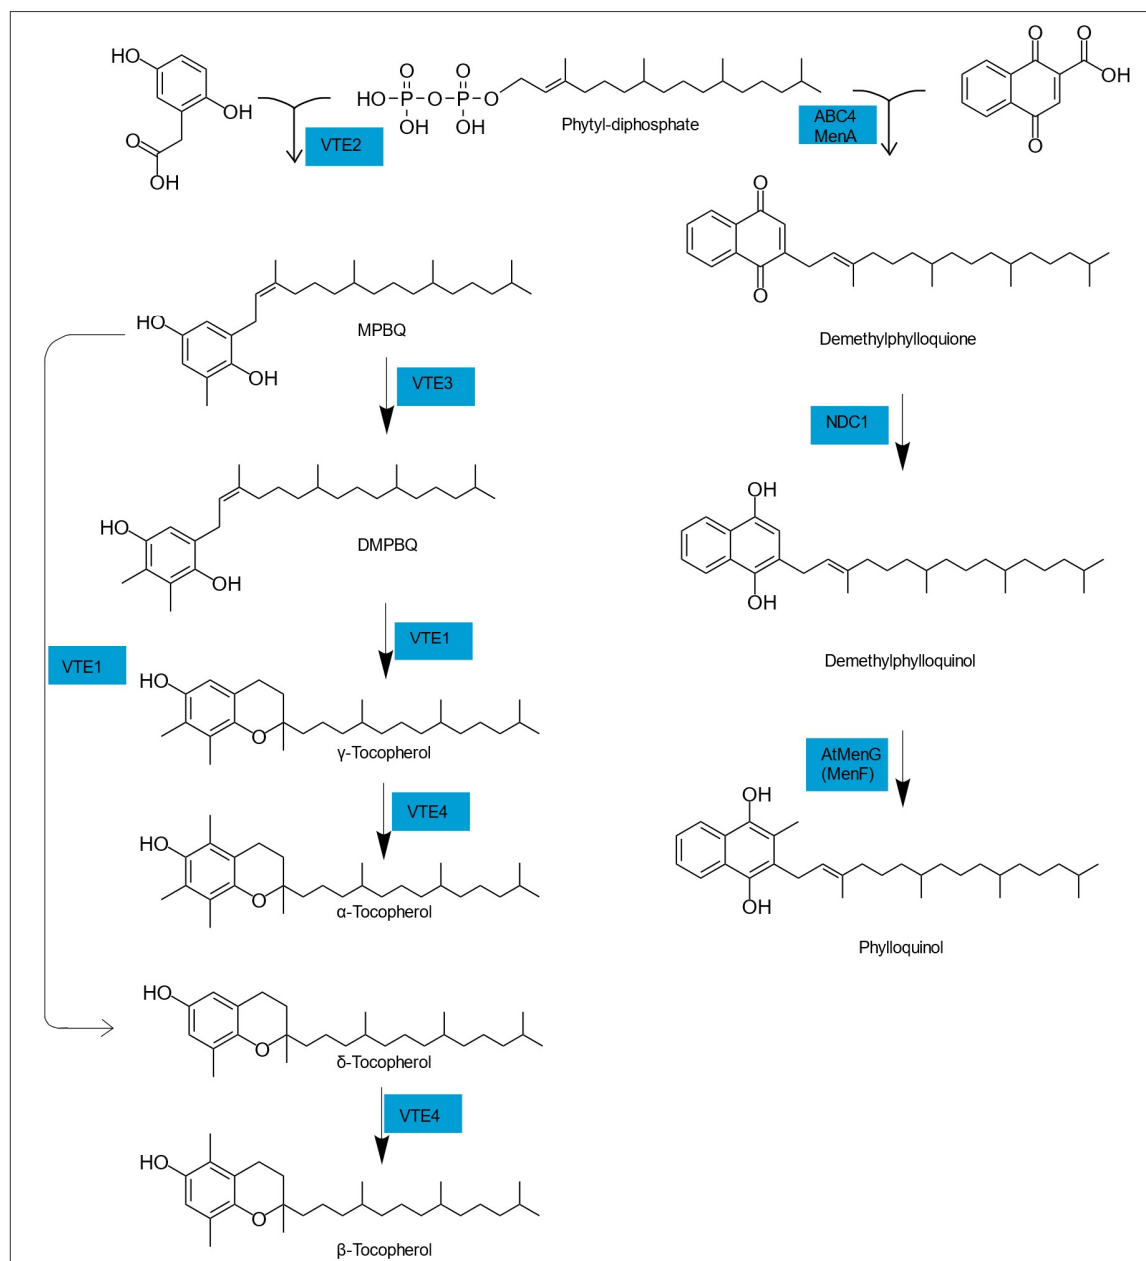 HO
OH
O
OH
VTE2
O O
HO P O P O
OH OH
Phytyl-diphosphate
ABC4
MenA
O O
OH
O
O
O
Demethylphylloquione
HO
OH
MPBQ
VTE3
NDC1
HO
OH
DMPBQ
OH
OH
Demethylphylloquinol
VTE1
VTE1
HO
O
γ-Tocopherol
VTE4
AtMenG
(MenF)
HO
O
α-Tocopherol
OH
OH
Phylloquinol
HO
O
δ-Tocopherol
VTE4
HO
O
β-Tocopherol